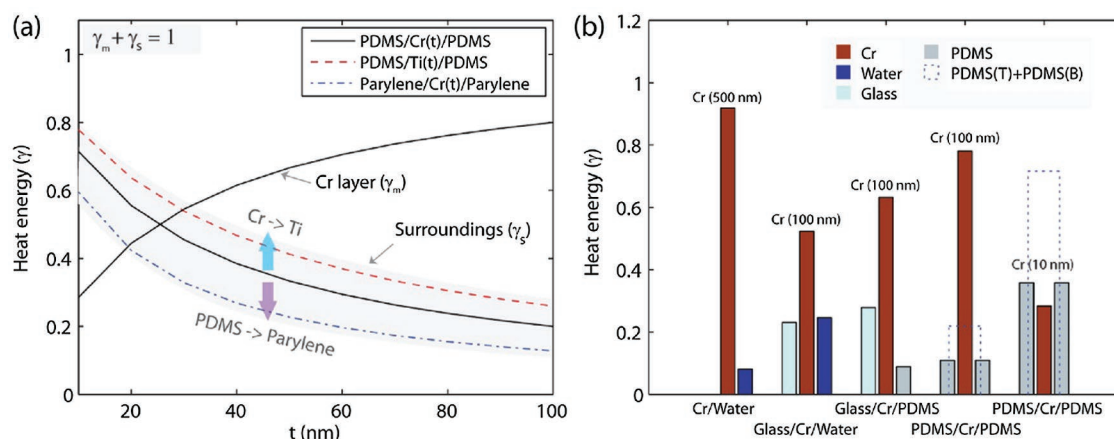 (a)
γm + γs = 1
PDMS/Cr(t)/PDMS
PDMS/Ti(t)/PDMS
Parylene/Cr(t)/Parylene
Heat energy (γ)
1
0.8
0.6
0.4
0.2
0
Cr layer (γm)
Cr -> Ti
Surroundings (γs)
PDMS -> Parylene
20
40
60
80
100
t (nm)
(b)
Heat energy (γ)
1.2
1
0.8
0.6
0.4
0.2
0
Cr
Water
Glass
PDMS
PDMS(T)+PDMS(B)
Cr (500 nm)
Cr (100 nm)
Cr (100 nm)
Cr (100 nm)
Cr (10 nm)
Cr/Water
Glass/Cr/Water
Glass/Cr/PDMS
PDMS/Cr/PDMS
PDMS/Cr/PDMS